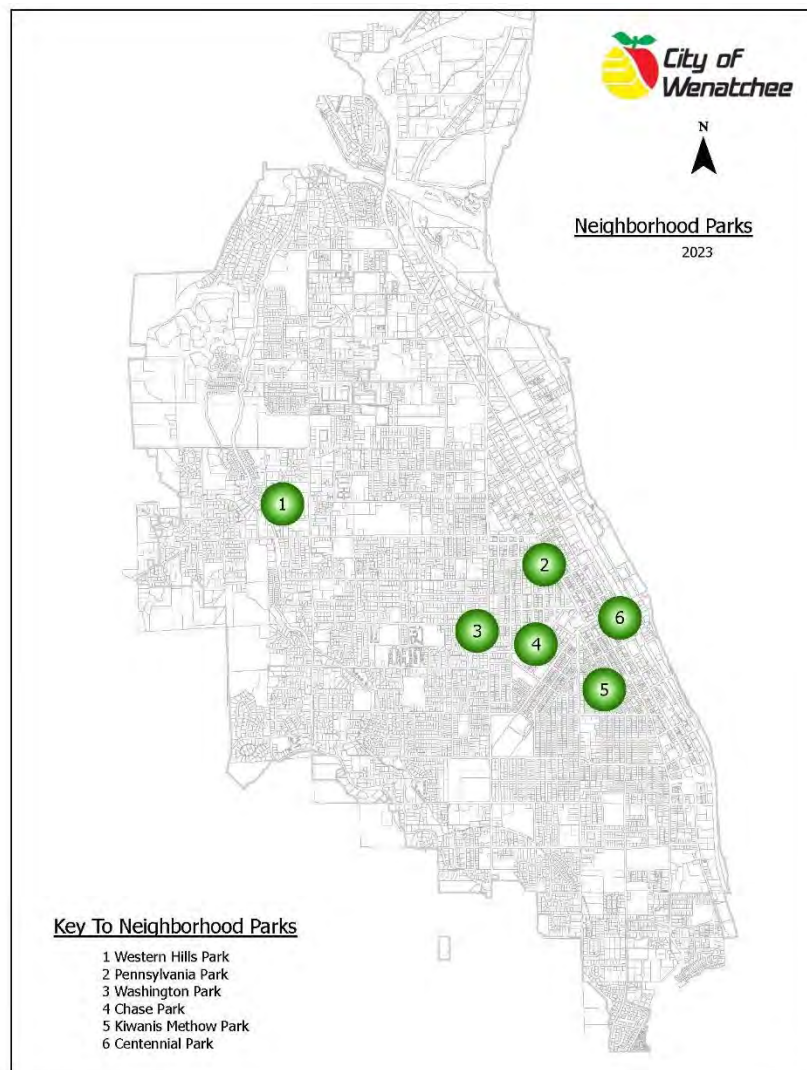 City of
Wenatchee
N
Neighborhood Parks
2023
1
2
3
4
5
6
Key To Neighborhood Parks
1 Western Hills Park
2 Pennsylvania Park
3 Washington Park
4 Chase Park
5 Kiwanis Methow Park
6 Centennial Park